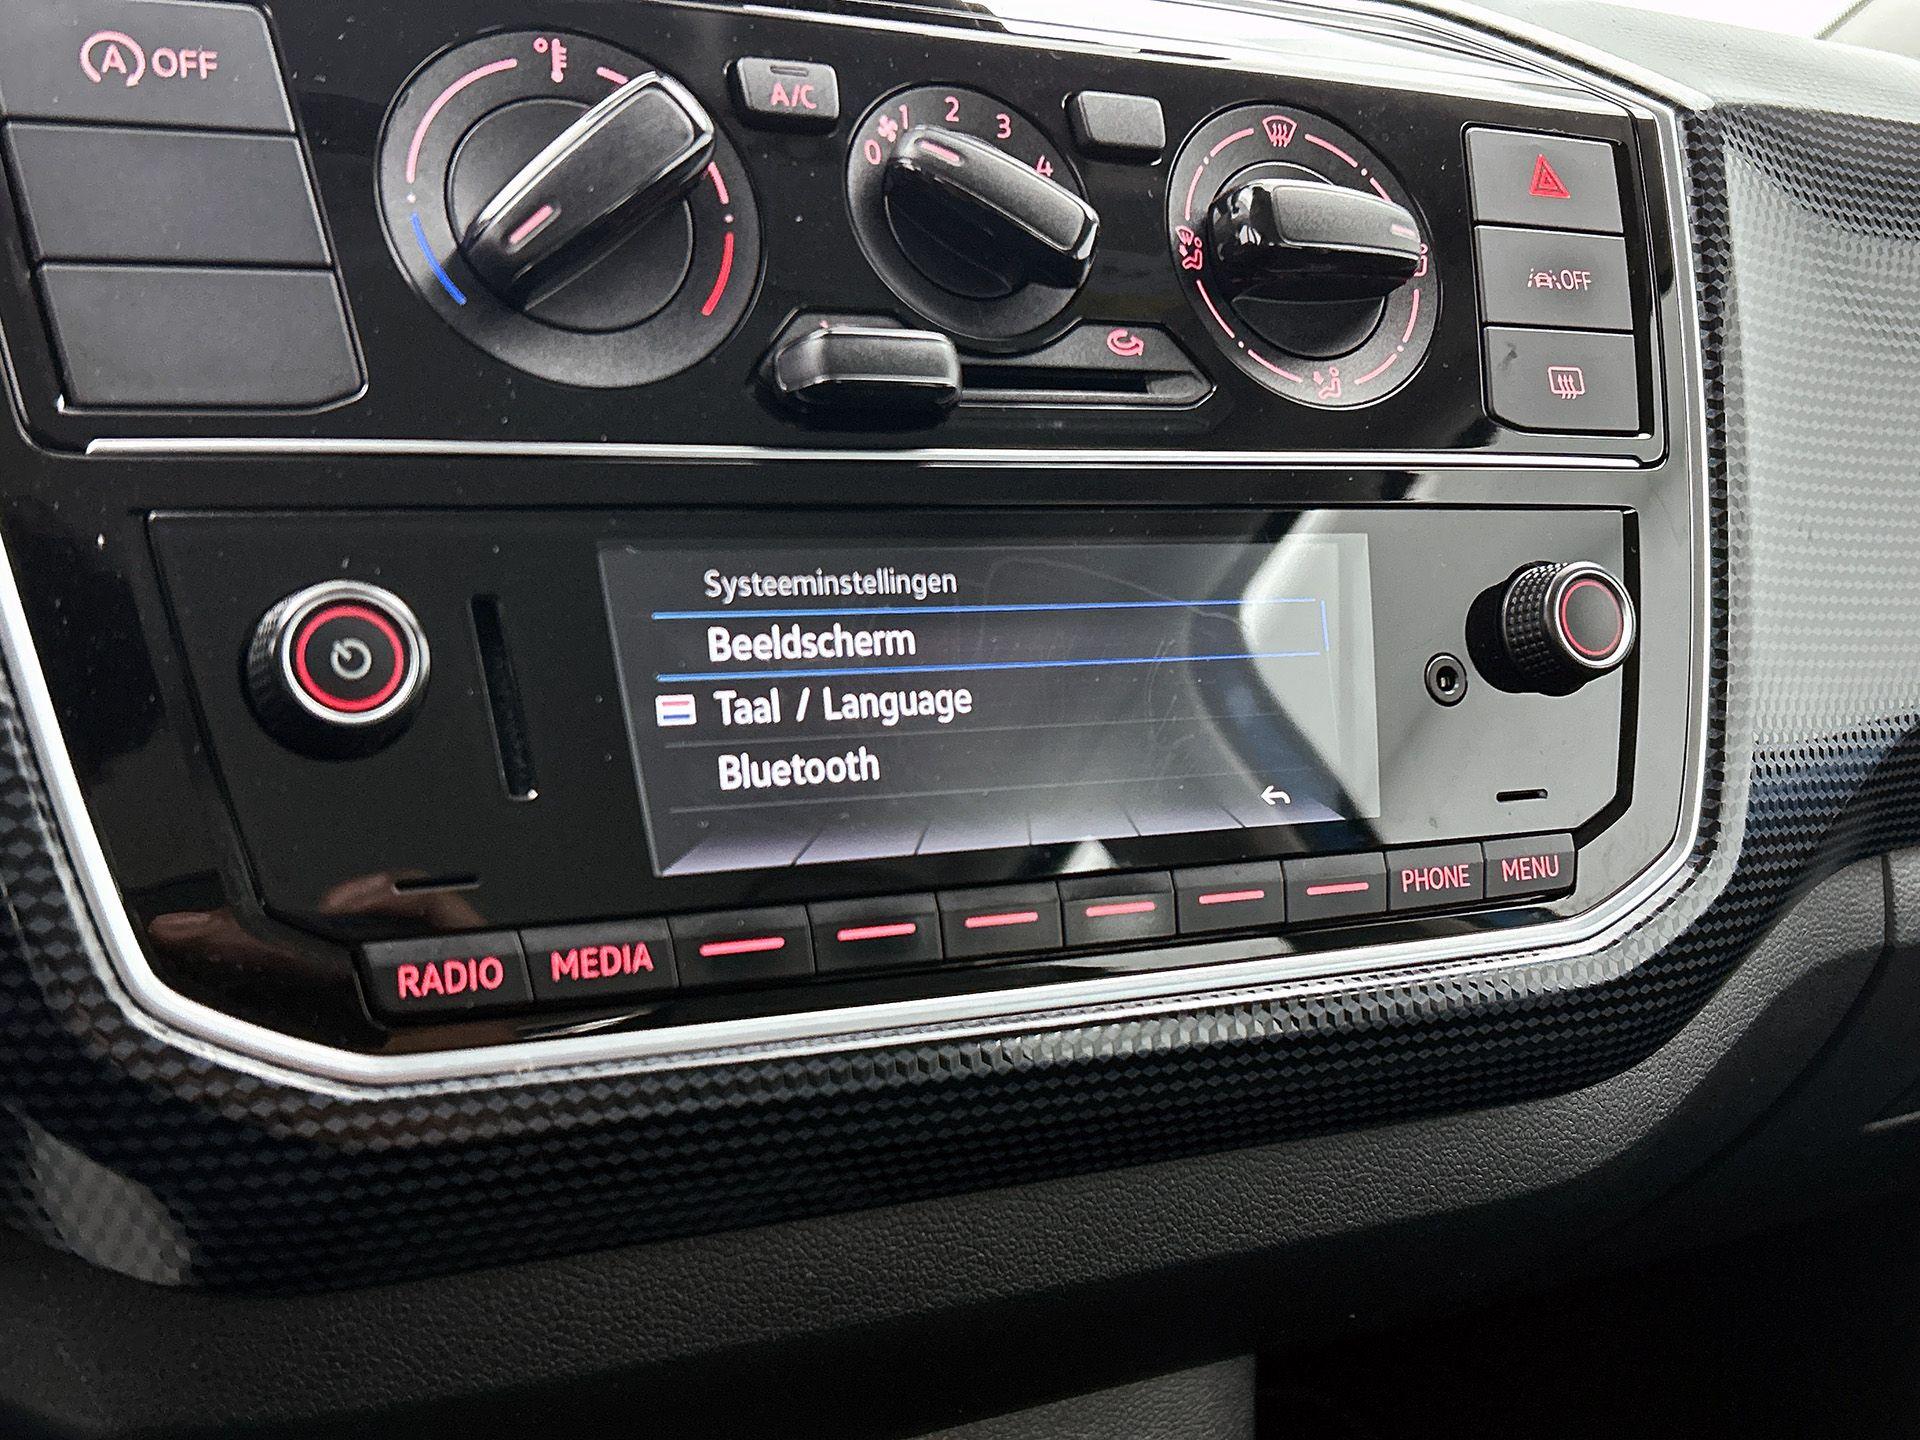 A OFF
A/C
0 1 2 3 4
OFF
Systeeminstellingen
Beeldscherm
Taal / Language
Bluetooth
RADIO MEDIA PHONE MENU